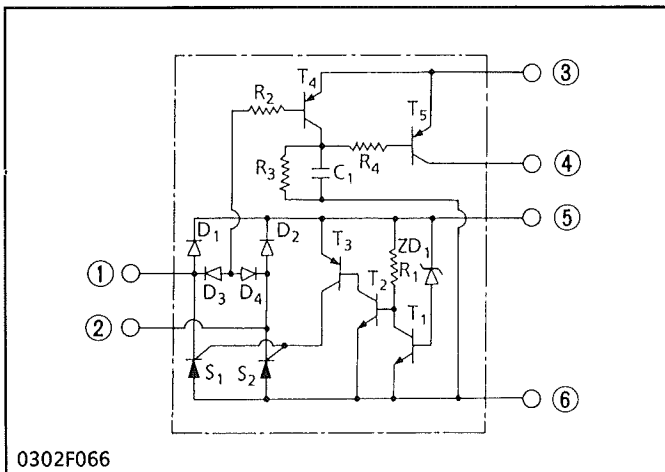 T4
③
R2
T5
R3
C1
R4
④
⑤
D1
D2
T3
ZD1
R1
①
D3
D4
T2
T1
②
S1
S2
⑥
0302F066